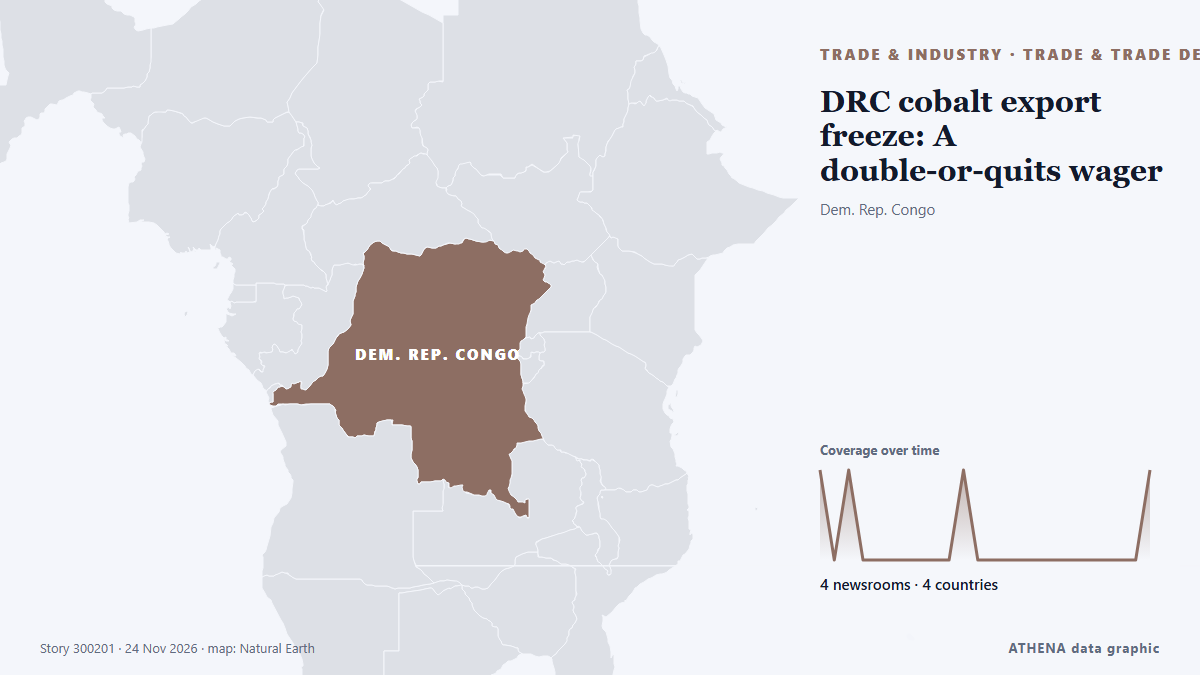 TRADE & INDUSTRY · TRADE & TRADE DE
DRC cobalt export
freeze: A
double-or-quits wager
Dem. Rep. Congo
DEM. REP. CONGO
Coverage over time
4 newsrooms · 4 countries
Story 300201 · 24 Nov 2026 · map: Natural Earth
ATHENA data graphic